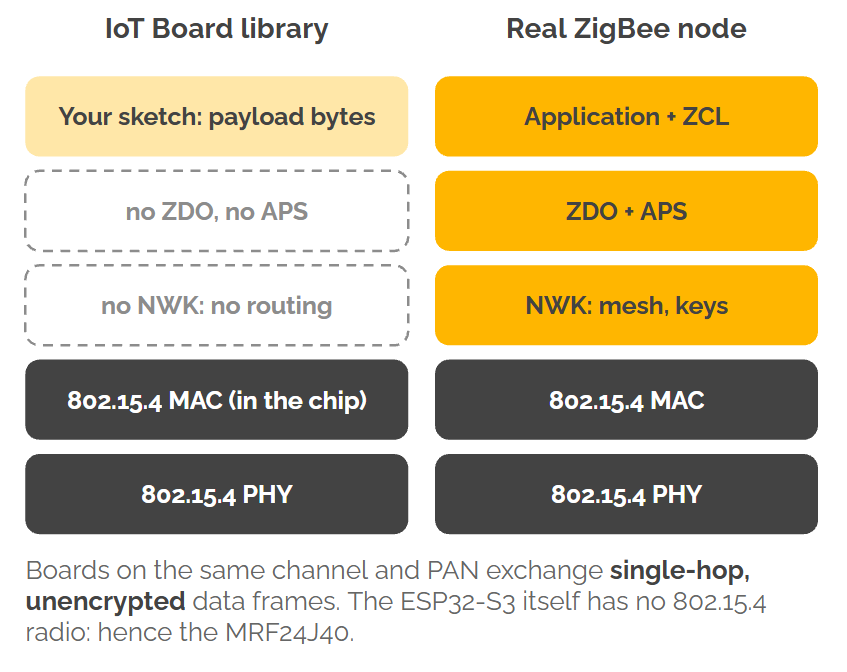 IoT Board library
Real ZigBee node
Your sketch: payload bytes
Application + ZCL
no ZDO, no APS
ZDO + APS
no NWK: no routing
NWK: mesh, keys
802.15.4 MAC (in the chip)
802.15.4 MAC
802.15.4 PHY
802.15.4 PHY
Boards on the same channel and PAN exchange single-hop,
unencrypted data frames. The ESP32-S3 itself has no 802.15.4
radio: hence the MRF24J40.